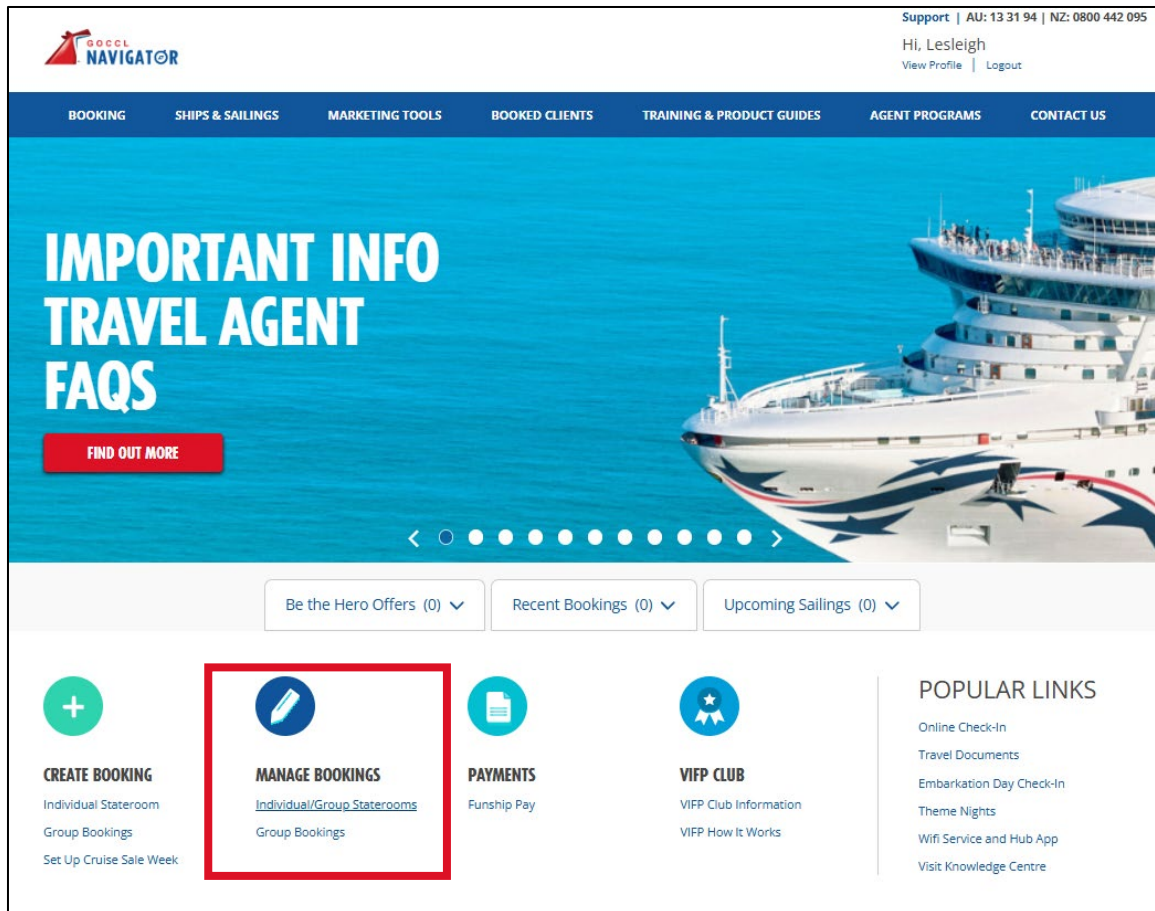 Support | AU: 13 31 94 | NZ: 0800 442 095
GOCCL
NAVIGATOR
Hi, Lesleigh
View Profile | Logout
BOOKING SHIPS & SAILINGS MARKETING TOOLS BOOKED CLIENTS TRAINING & PRODUCT GUIDES AGENT PROGRAMS CONTACT US
IMPORTANT INFO
TRAVEL AGENT
FAQS
FIND OUT MORE
Be the Hero Offers (0) Recent Bookings (0) Upcoming Sailings (0)
CREATE BOOKING
Individual Stateroom
Group Bookings
Set Up Cruise Sale Week
MANAGE BOOKINGS
Individual/Group Staterooms
Group Bookings
PAYMENTS
Funship Pay
VIFP CLUB
VIFP Club Information
VIFP How It Works
POPULAR LINKS
Online Check-In
Travel Documents
Embarkation Day Check-In
Theme Nights
Wifi Service and Hub App
Visit Knowledge Centre